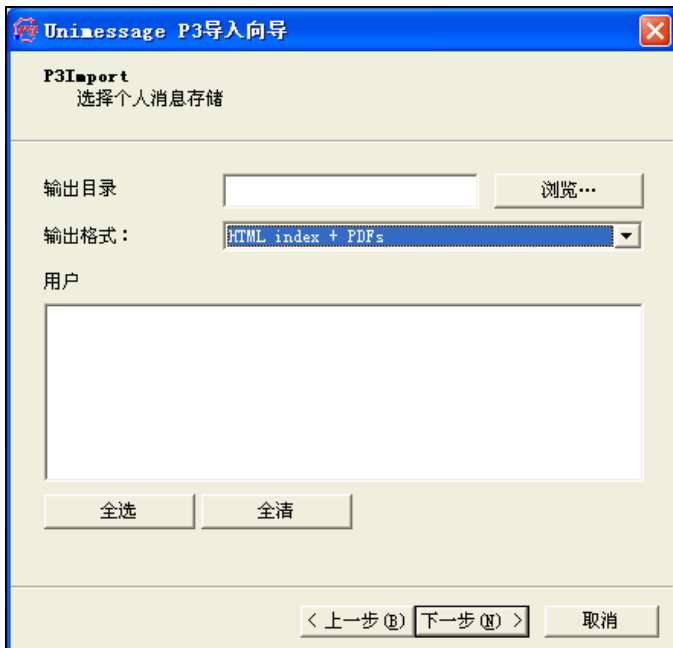 Unimessage P3导入向导
P3Import
选择个人消息存储
输出目录
浏览…
输出格式：
HTML index + PDFs
用户
全选
全清
< 上一步(B)
下一步(N) >
取消